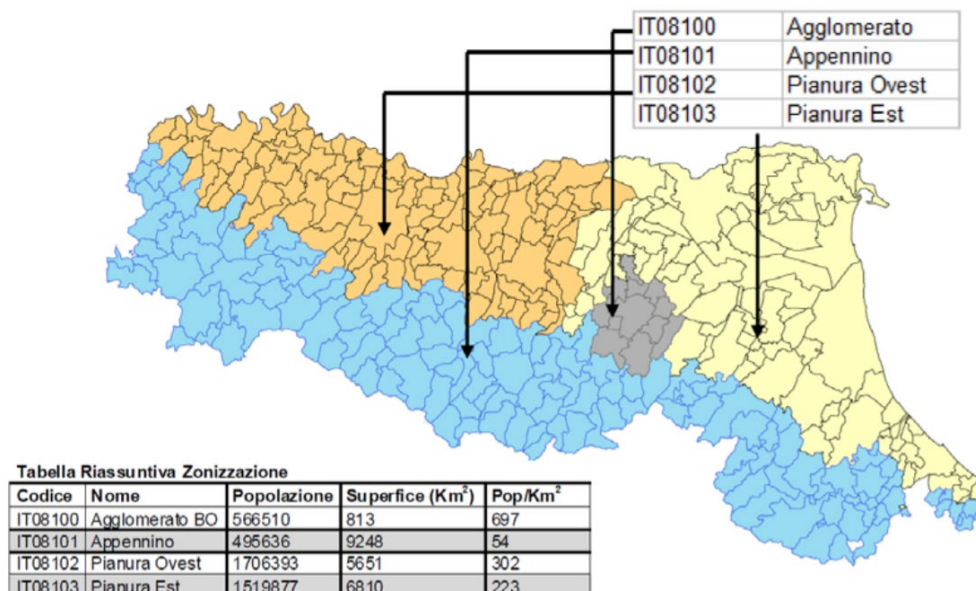 IT08100 Agglomerato
IT08101 Appennino
IT08102 Pianura Ovest
IT08103 Pianura Est
Tabella Riassuntiva Zonizzazione
Codice Nome Popolazione Superfice (Km²) Pop/Km²
IT08100 Agglomerato BO 566510 813 697
IT08101 Appennino 495636 9248 54
IT08102 Pianura Ovest 1706393 5651 302
IT08103 Pianura Est 1519877 6810 223